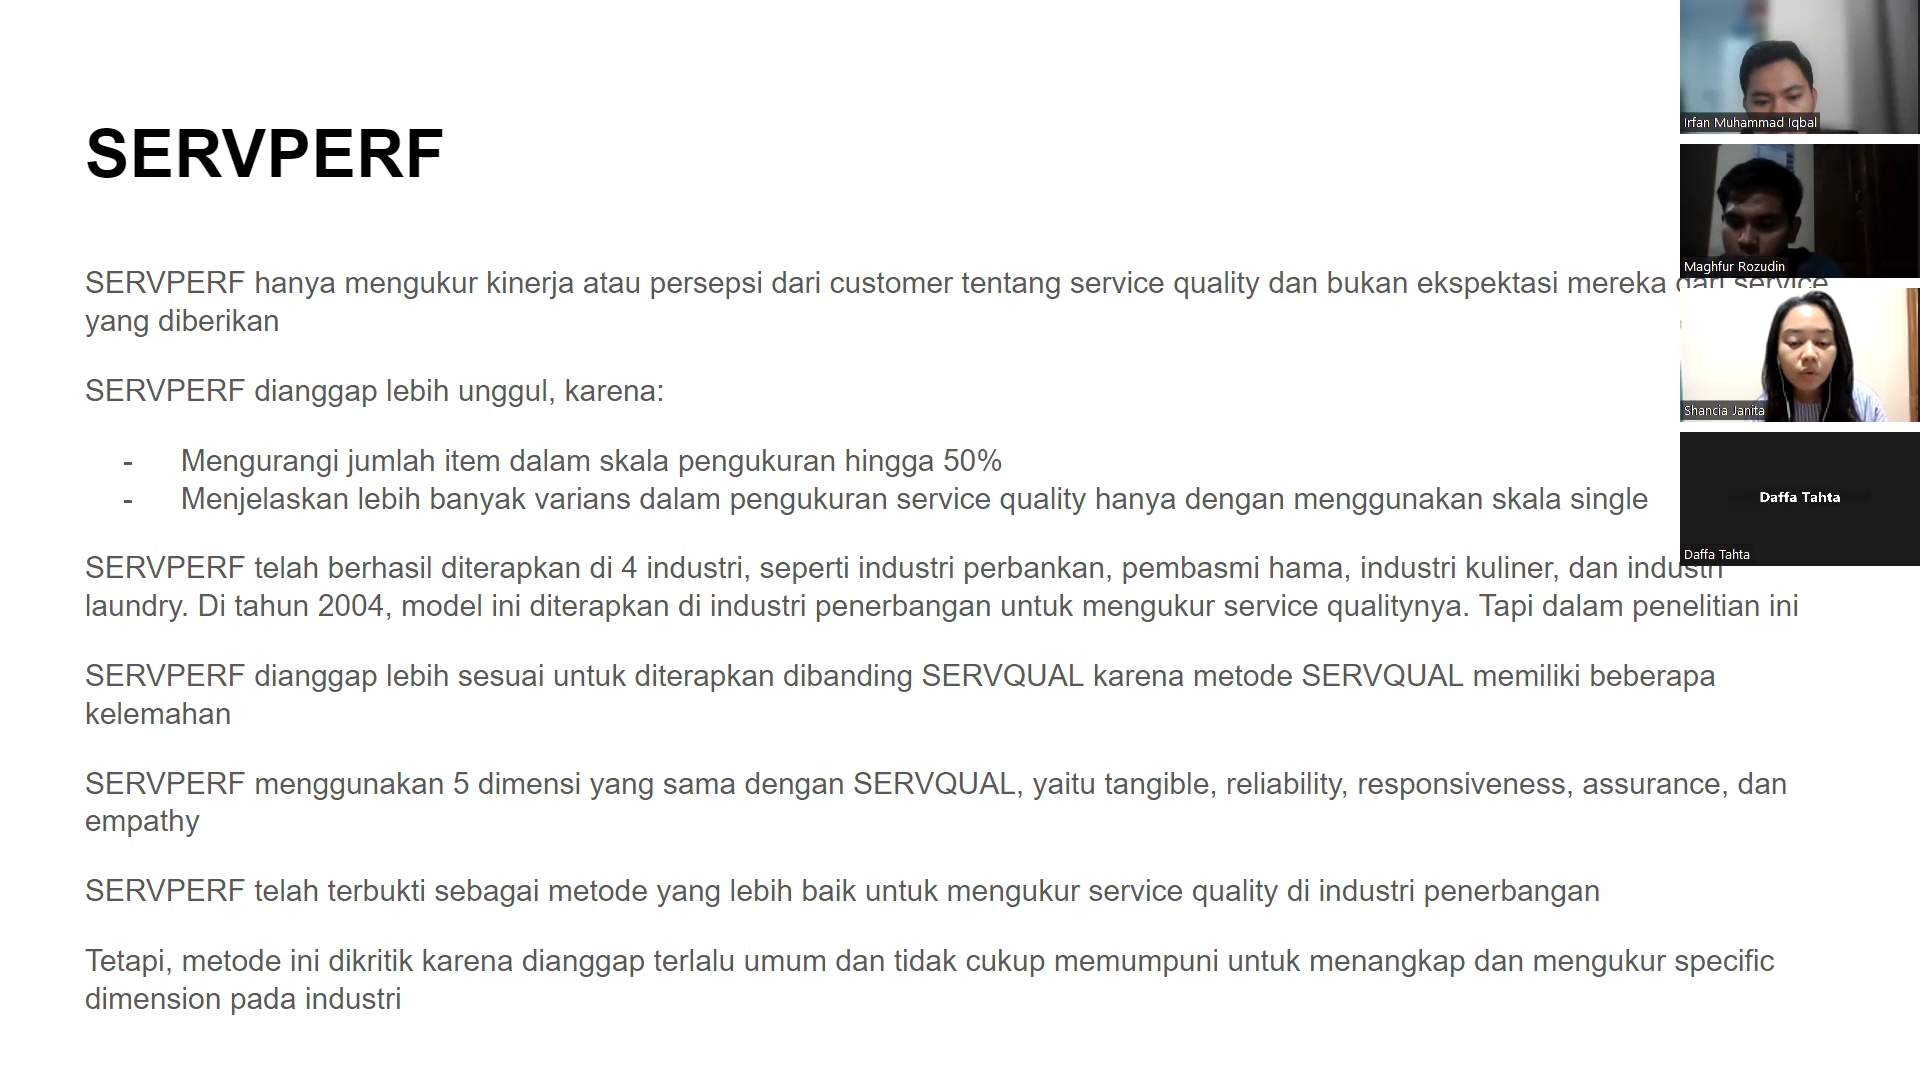 SERVPERF
SERVPERF hanya mengukur kinerja atau persepsi dari customer tentang service quality dan bukan ekspektasi mereka dari service
yang diberikan
SERVPERF dianggap lebih unggul, karena:
- Mengurangi jumlah item dalam skala pengukuran hingga 50%
- Menjelaskan lebih banyak varians dalam pengukuran service quality hanya dengan menggunakan skala single
SERVPERF telah berhasil diterapkan di 4 industri, seperti industri perbankan, pembasmi hama, industri kuliner, dan industri
laundry. Di tahun 2004, model ini diterapkan di industri penerbangan untuk mengukur service qualitynya. Tapi dalam penelitian ini
SERVPERF dianggap lebih sesuai untuk diterapkan dibanding SERVQUAL karena metode SERVQUAL memiliki beberapa
kelemahan
SERVPERF menggunakan 5 dimensi yang sama dengan SERVQUAL, yaitu tangible, reliability, responsiveness, assurance, dan
empathy
SERVPERF telah terbukti sebagai metode yang lebih baik untuk mengukur service quality di industri penerbangan
Tetapi, metode ini dikritik karena dianggap terlalu umum dan tidak cukup memumpuni untuk menangkap dan mengukur specific
dimension pada industri
Irfan Muhammad Iqbal
Maghfur Rozudin
Shancia Janita
Daffa Tahta
Daffa Tahta